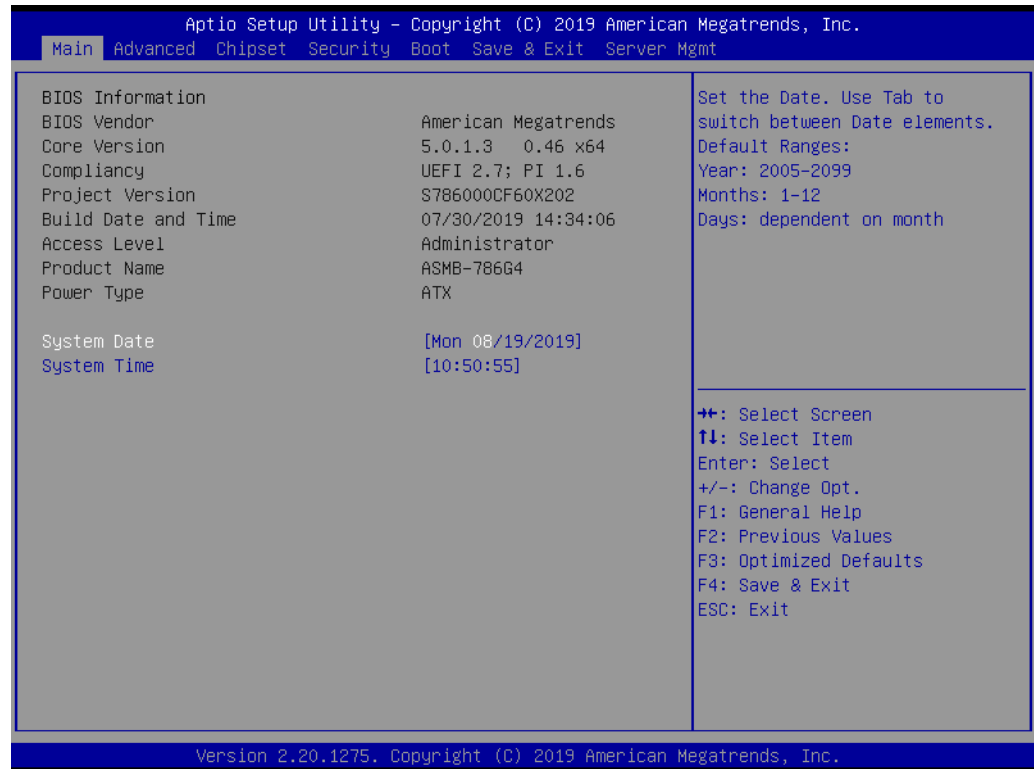 Aptio Setup Utility – Copyright (C) 2019 American Megatrends, Inc.
Main Advanced Chipset Security Boot Save & Exit Server Mgmt
BIOS Information
BIOS Vendor American Megatrends
Core Version 5.0.1.3 0.46 x64
Compliancy UEFI 2.7; PI 1.6
Project Version S786000CF60X202
Build Date and Time 07/30/2019 14:34:06
Access Level Administrator
Product Name ASMB-786G4
Power Type ATX
System Date [Mon 08/19/2019]
System Time [10:50:55]
Set the Date. Use Tab to
switch between Date elements.
Default Ranges:
Year: 2005-2099
Months: 1-12
Days: dependent on month
→←: Select Screen
↑↓: Select Item
Enter: Select
+/-: Change Opt.
F1: General Help
F2: Previous Values
F3: Optimized Defaults
F4: Save & Exit
ESC: Exit
Version 2.20.1275. Copyright (C) 2019 American Megatrends, Inc.